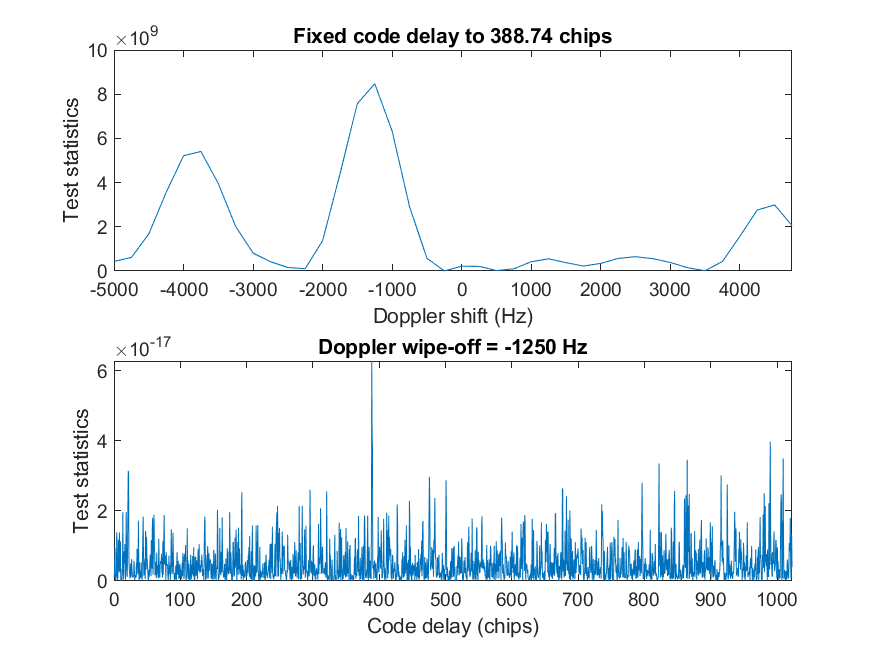 Fixed code delay to 388.74 chips
×10^9
10
8
6
4
2
0
Test statistics
-5000 -4000 -3000 -2000 -1000 0 1000 2000 3000 4000
Doppler shift (Hz)
Doppler wipe-off = -1250 Hz
×10^-17
6
4
2
0
Test statistics
0 100 200 300 400 500 600 700 800 900 1000
Code delay (chips)